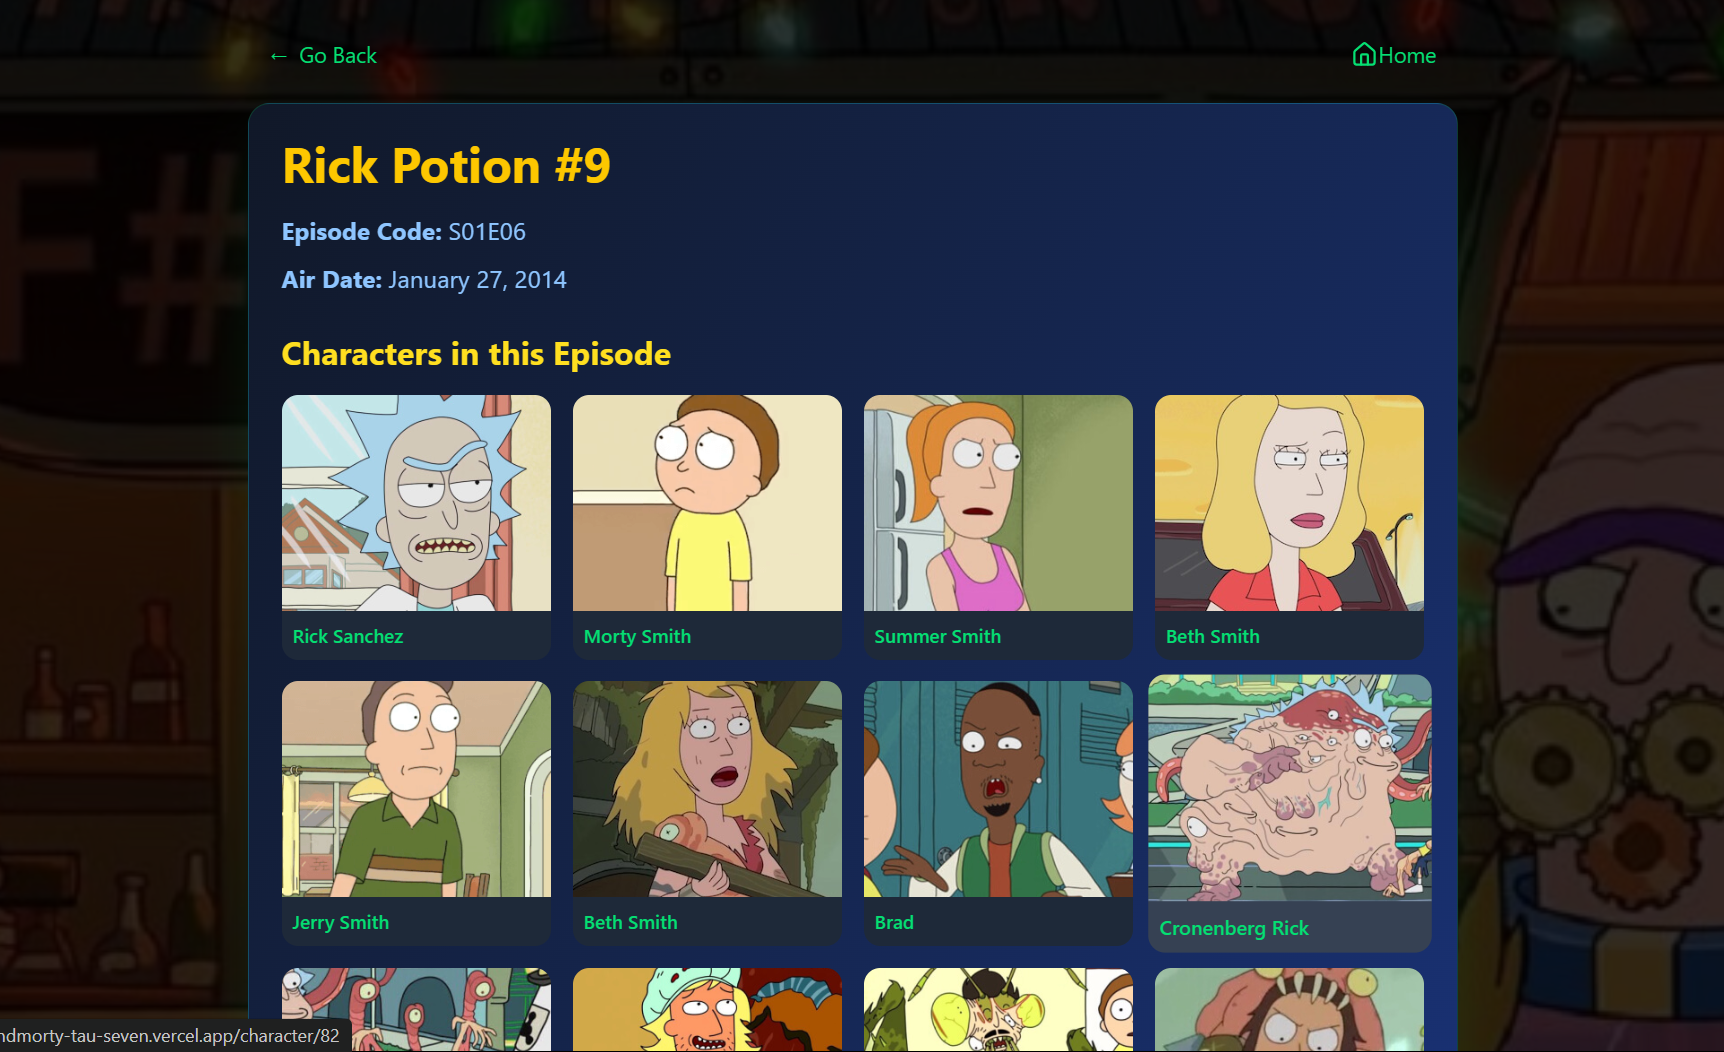 ← Go Back
Home
Rick Potion #9
Episode Code: S01E06
Air Date: January 27, 2014
Characters in this Episode
Rick Sanchez
Morty Smith
Summer Smith
Beth Smith
Jerry Smith
Beth Smith
Brad
Cronenberg Rick
ndmorty-tau-seven.vercel.app/character/82